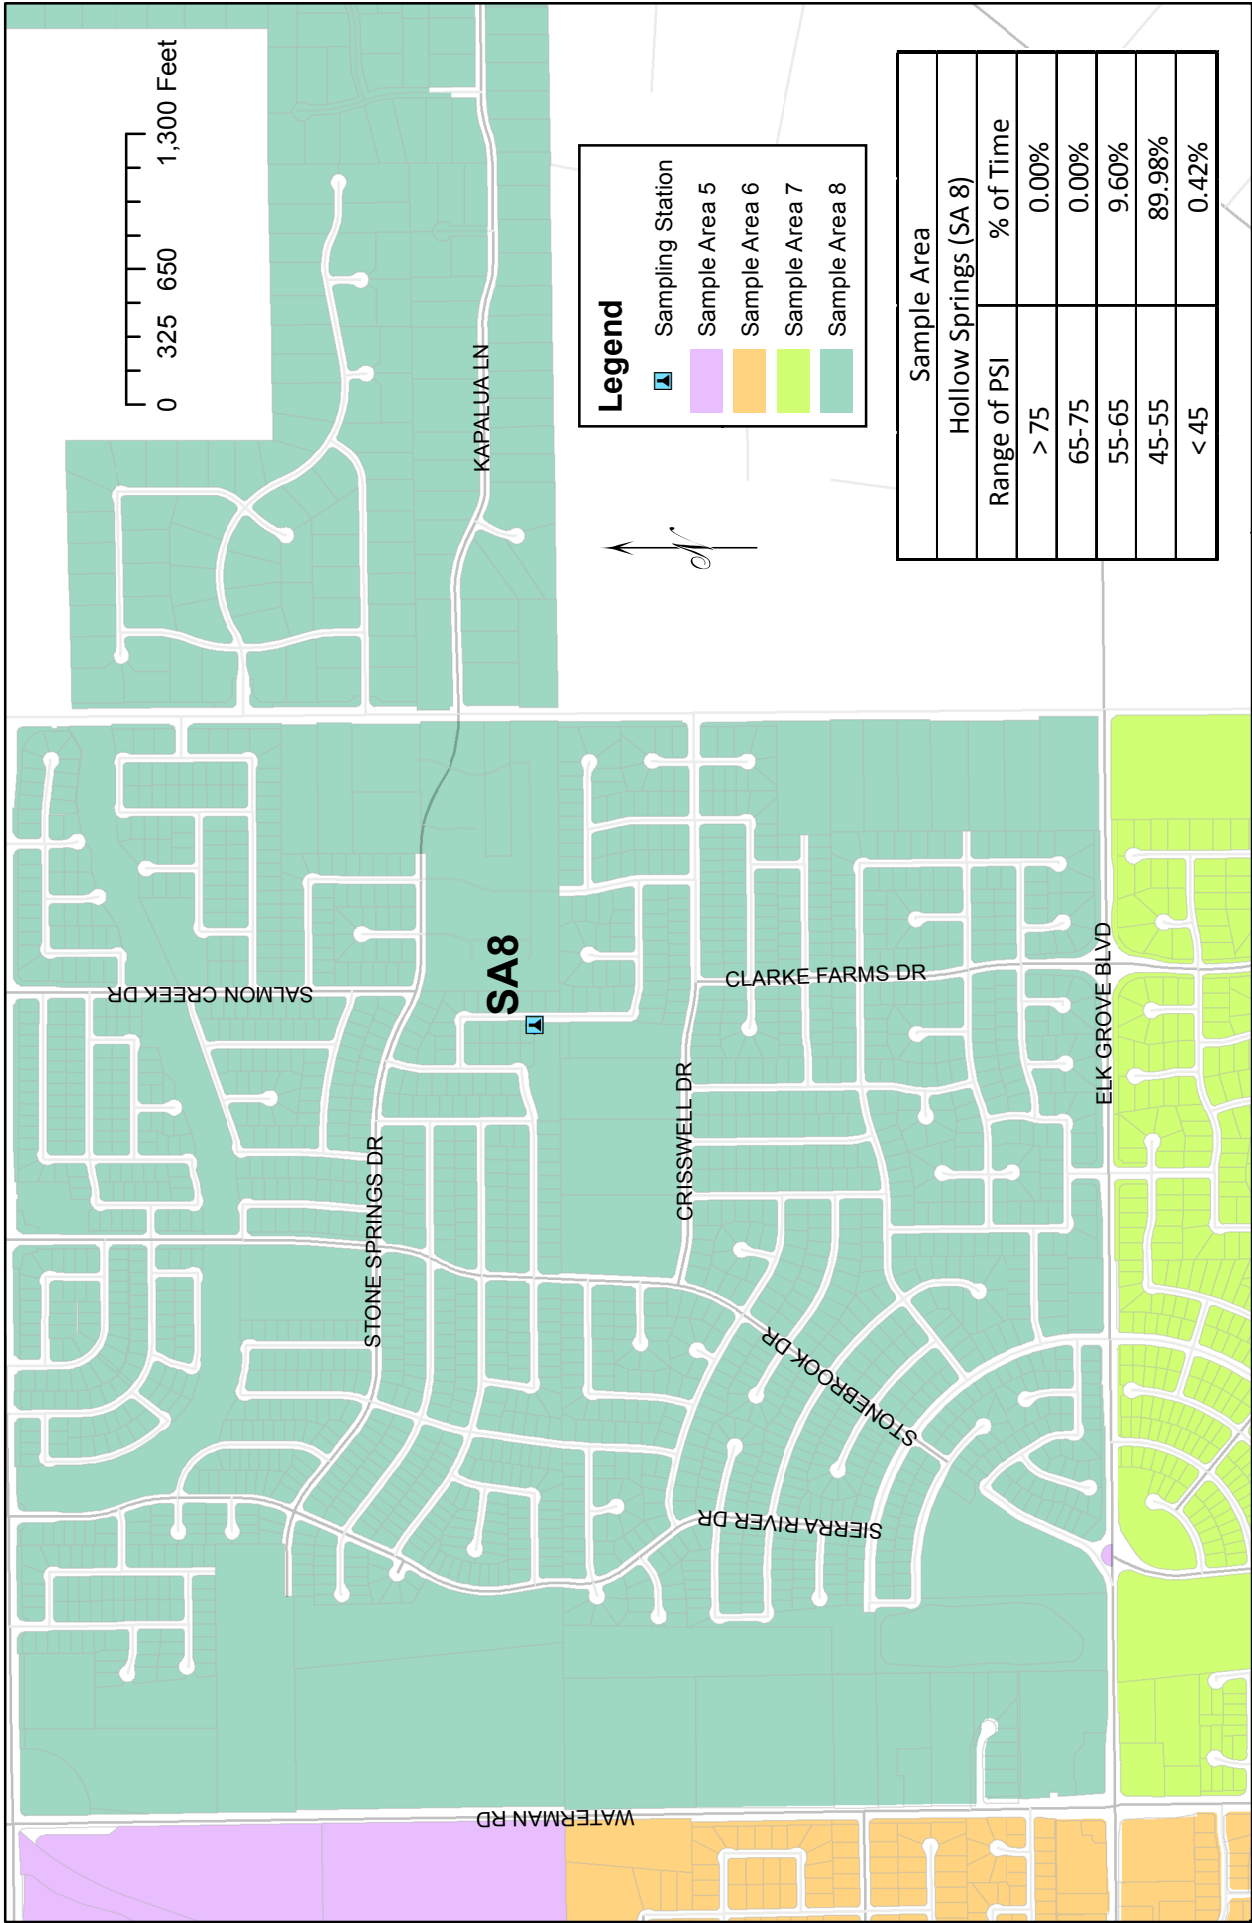 0 325 650 1,300 Feet
SALMON CREEK DR
KAPALUA LN
STONE SPRINGS DR
SA8
WATERMAN RD
CRISSWELL DR
CLARKE FARMS DR
STONEBROOK DR
SIERRA RIVER DR
ELK GROVE BLVD
N
Legend
Sampling Station
Sample Area 5
Sample Area 6
Sample Area 7
Sample Area 8
Sample Area
Hollow Springs (SA 8)
Range of PSI % of Time
> 75 0.00%
65-75 0.00%
55-65 9.60%
45-55 89.98%
< 45 0.42%